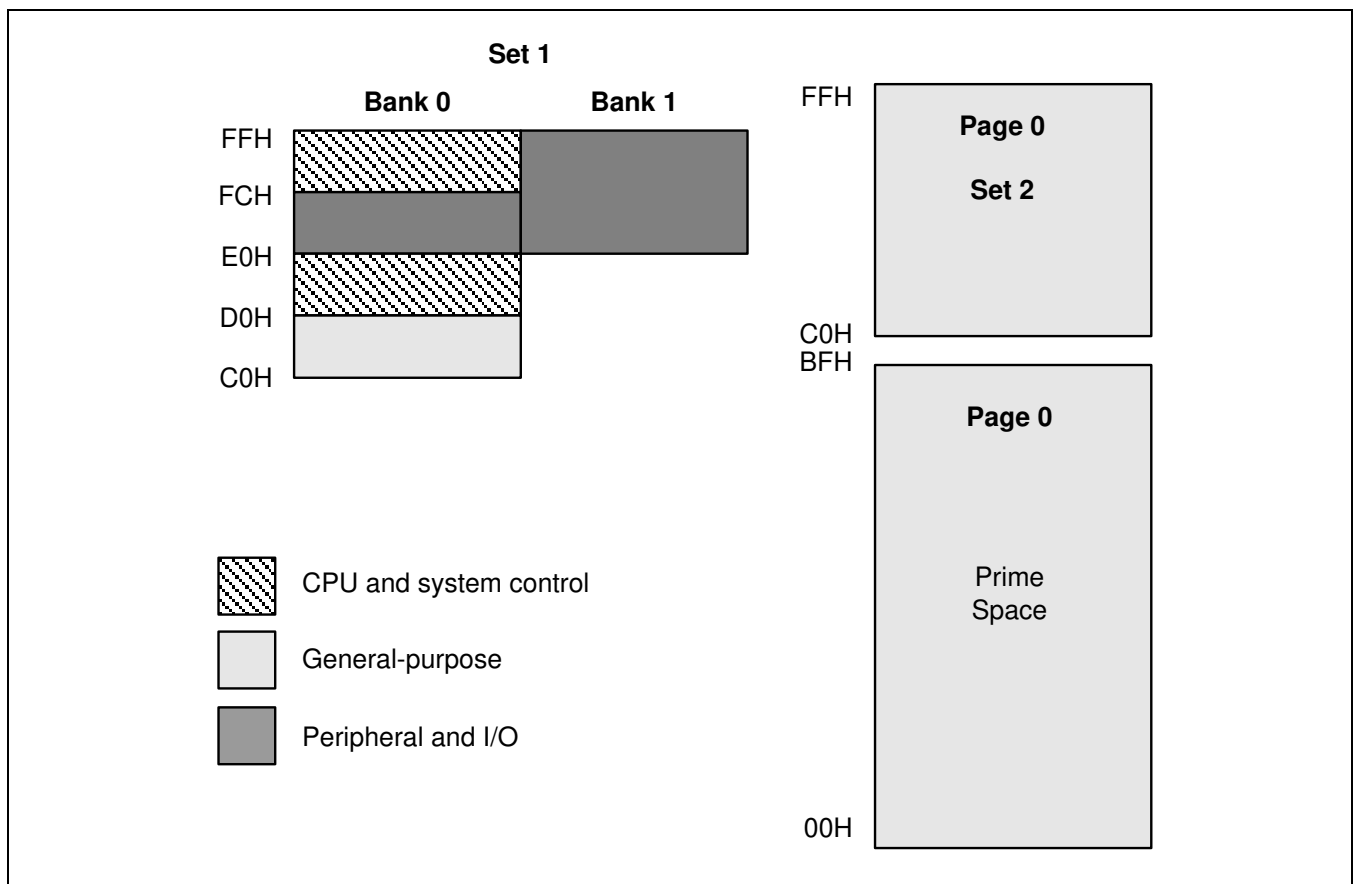 Set 1
Bank 0 Bank 1
FFH
FCH
E0H
D0H
C0H
FFH
Page 0
Set 2
C0H
BFH
Page 0
Prime
Space
00H
CPU and system control
General-purpose
Peripheral and I/O